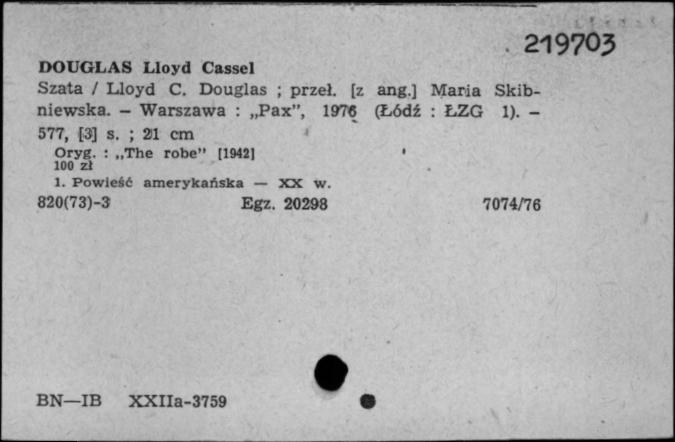 219703
DOUGLAS Lloyd Cassel
Szata / Lloyd C. Douglas ; przeł. [z ang.] Maria Skib-
niewska. — Warszawa : „Pax”, 1976 (Łódź : ŁZG 1). —
577, [3] s. ; 21 cm
Oryg. : „The robe” [1942]
100 zł
1. Powieść amerykańska — XX w.
820(73)-3 Egz. 20298 7074/76
BN—IB XXIIa-3759